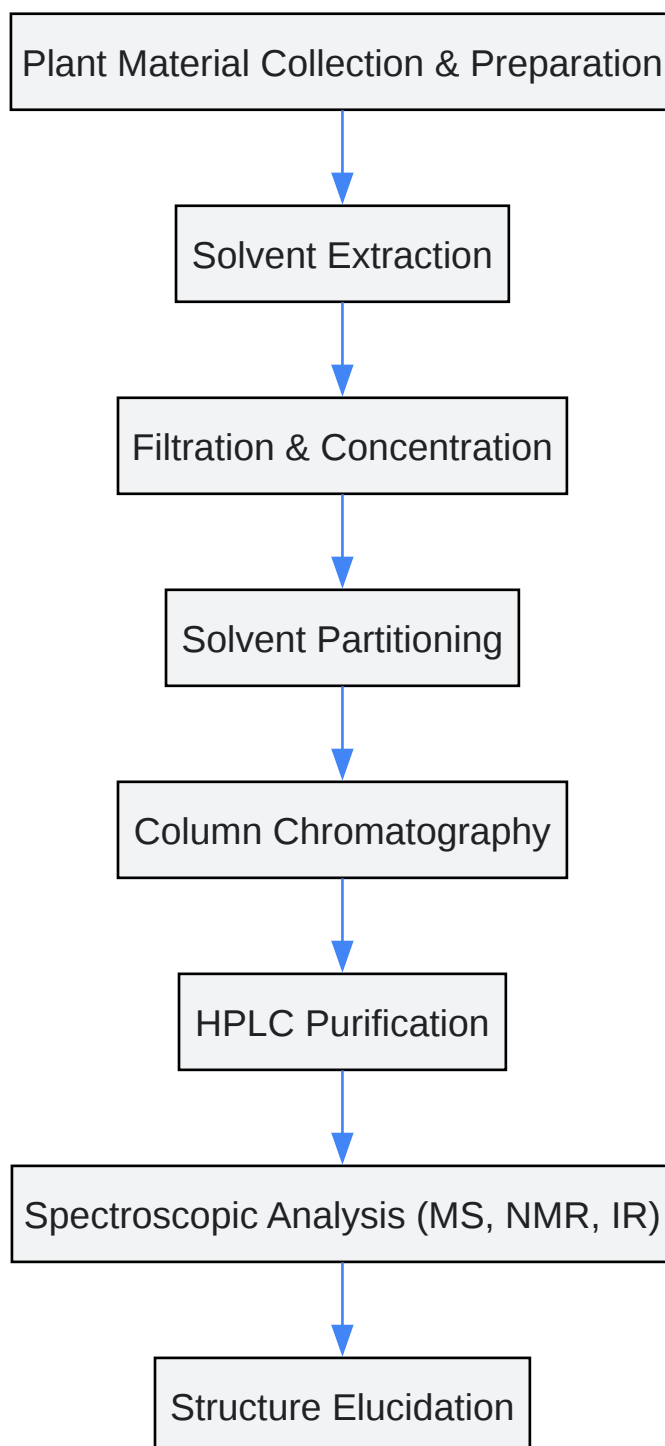 Plant Material Collection & Preparation
Solvent Extraction
Filtration & Concentration
Solvent Partitioning
Column Chromatography
HPLC Purification
Spectroscopic Analysis (MS, NMR, IR)
Structure Elucidation